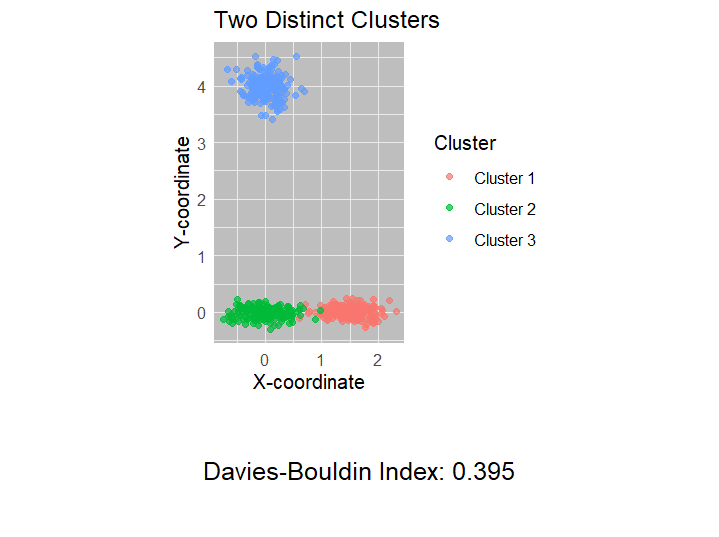 Two Distinct Clusters
Y-coordinate
4
3
2
1
0
0 1 2
X-coordinate
Cluster
Cluster 1
Cluster 2
Cluster 3
Davies-Bouldin Index: 0.395